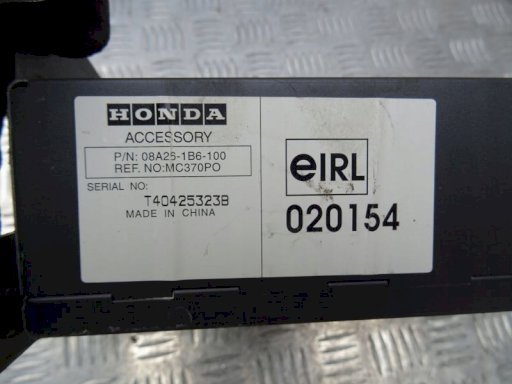 HONDA
ACCESSORY
P/N: 08A25-1B6-100
REF. NO:MC370PO
SERIAL NO:
T40425323B
MADE IN CHINA
eIRL
020154